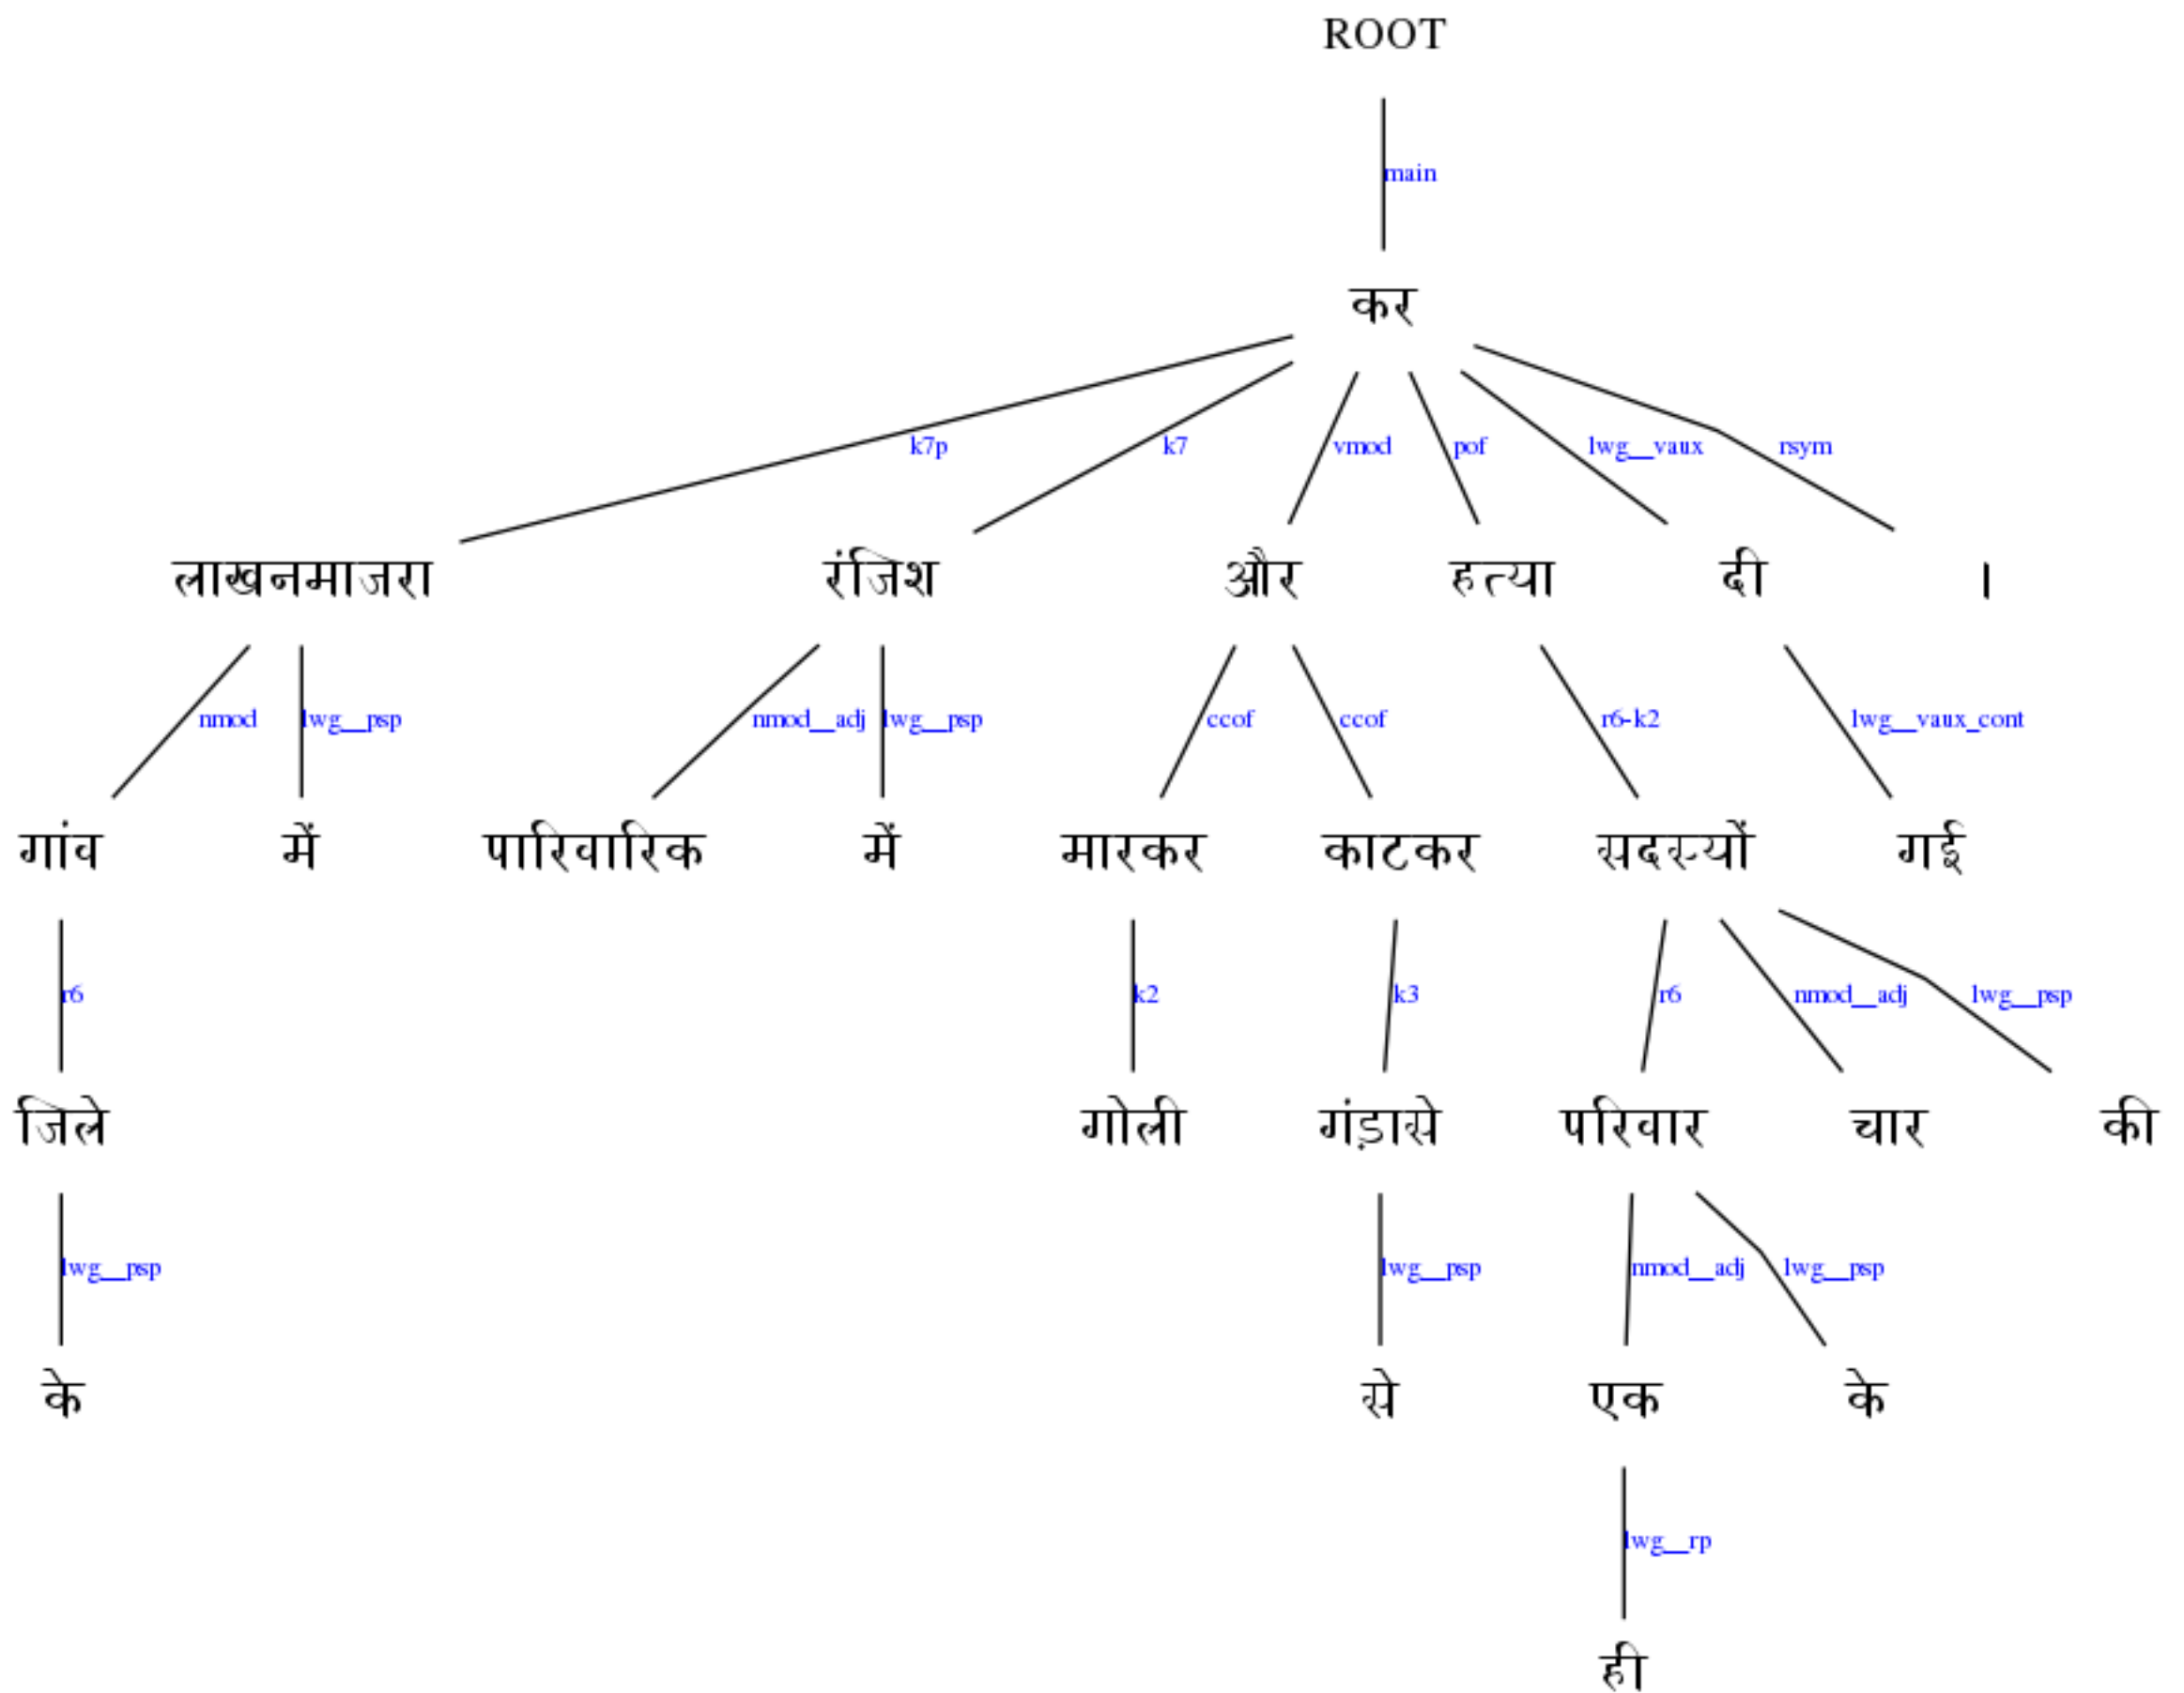 ROOT
main
कर
k7p k7 vmod pof lwg__vaux rsym
लाखनमाजरा रंजिश और हत्या दी ।
nmod lwg__psp nmod__adj lwg__psp ccof ccof r6-k2 lwg__vaux_cont
गांव में पारिवारिक में मारकर काटकर सदस्यों गई
r6 k2 k3 r6 nmod__adj lwg__psp
जिले गोली गंड़ासे परिवार चार की
lwg__psp lwg__psp nmod__adj lwg__psp
के से एक के
lwg__rp
ही